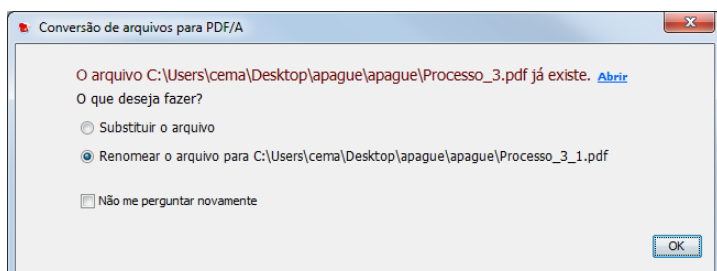 Conversão de arquivos para PDF/A
O arquivo C:\Users\cema\Desktop\apague\apague\Processo_3.pdf já existe. Abrir
O que deseja fazer?
Substituir o arquivo
Renomear o arquivo para C:\Users\cema\Desktop\apague\apague\Processo_3_1.pdf
Não me perguntar novamente
OK